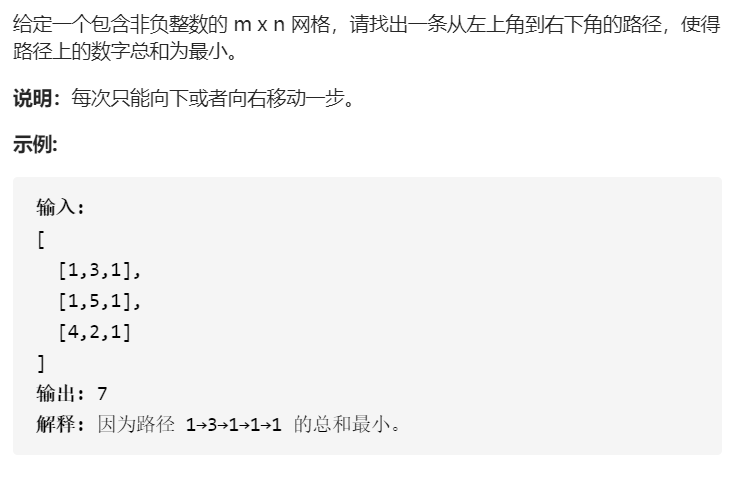 给定一个包含非负整数的 m x n 网格，请找出一条从左上角到右下角的路径，使得
路径上的数字总和为最小。
说明：每次只能向下或者向右移动一步。
示例:
输入:
[
  [1,3,1],
  [1,5,1],
  [4,2,1]
]
输出: 7
解释: 因为路径 1→3→1→1→1 的总和最小。